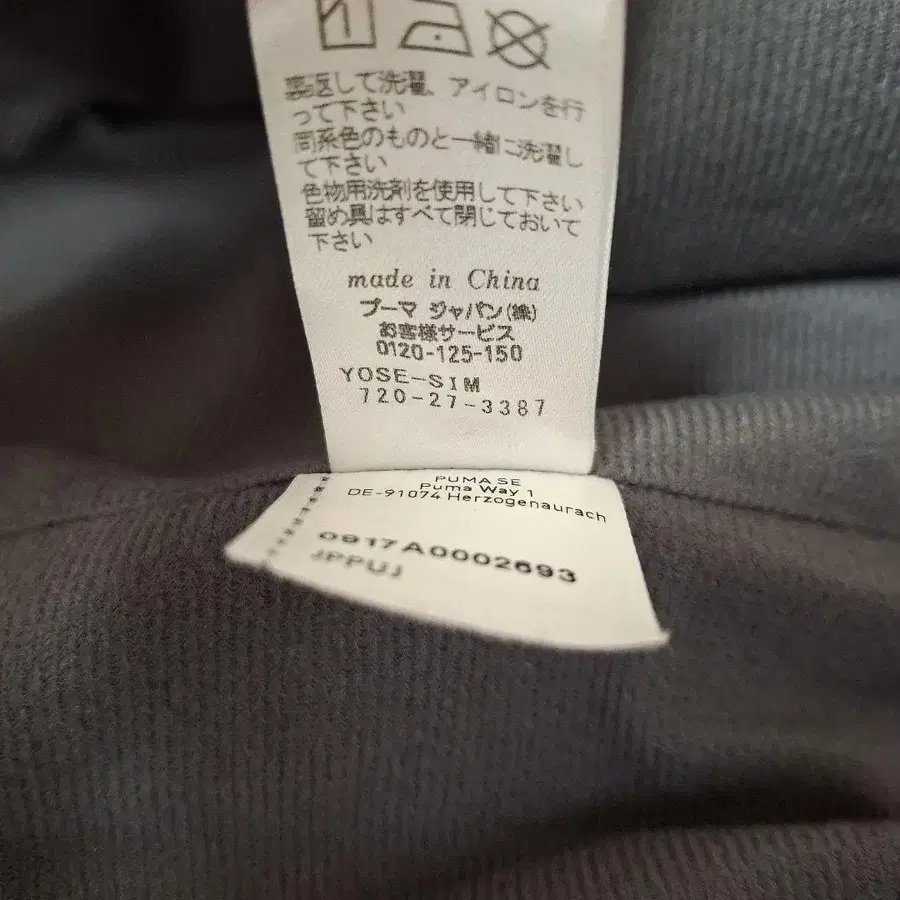 裏返して洗濯、アイロンを行
って下さい
同系色のものと一緒に洗濯し
て下さい
色物用洗剤を使用して下さい
留め具はすべて閉じておいて
下さい
made in China
プーマ ジャパン(株)
お客様サービス
0120-125-150
YOSE-SIM
720-27-3387
PUMA SE
Puma Way 1
DE-91074 Herzogenaurach
0917A0002693
JPPUJ